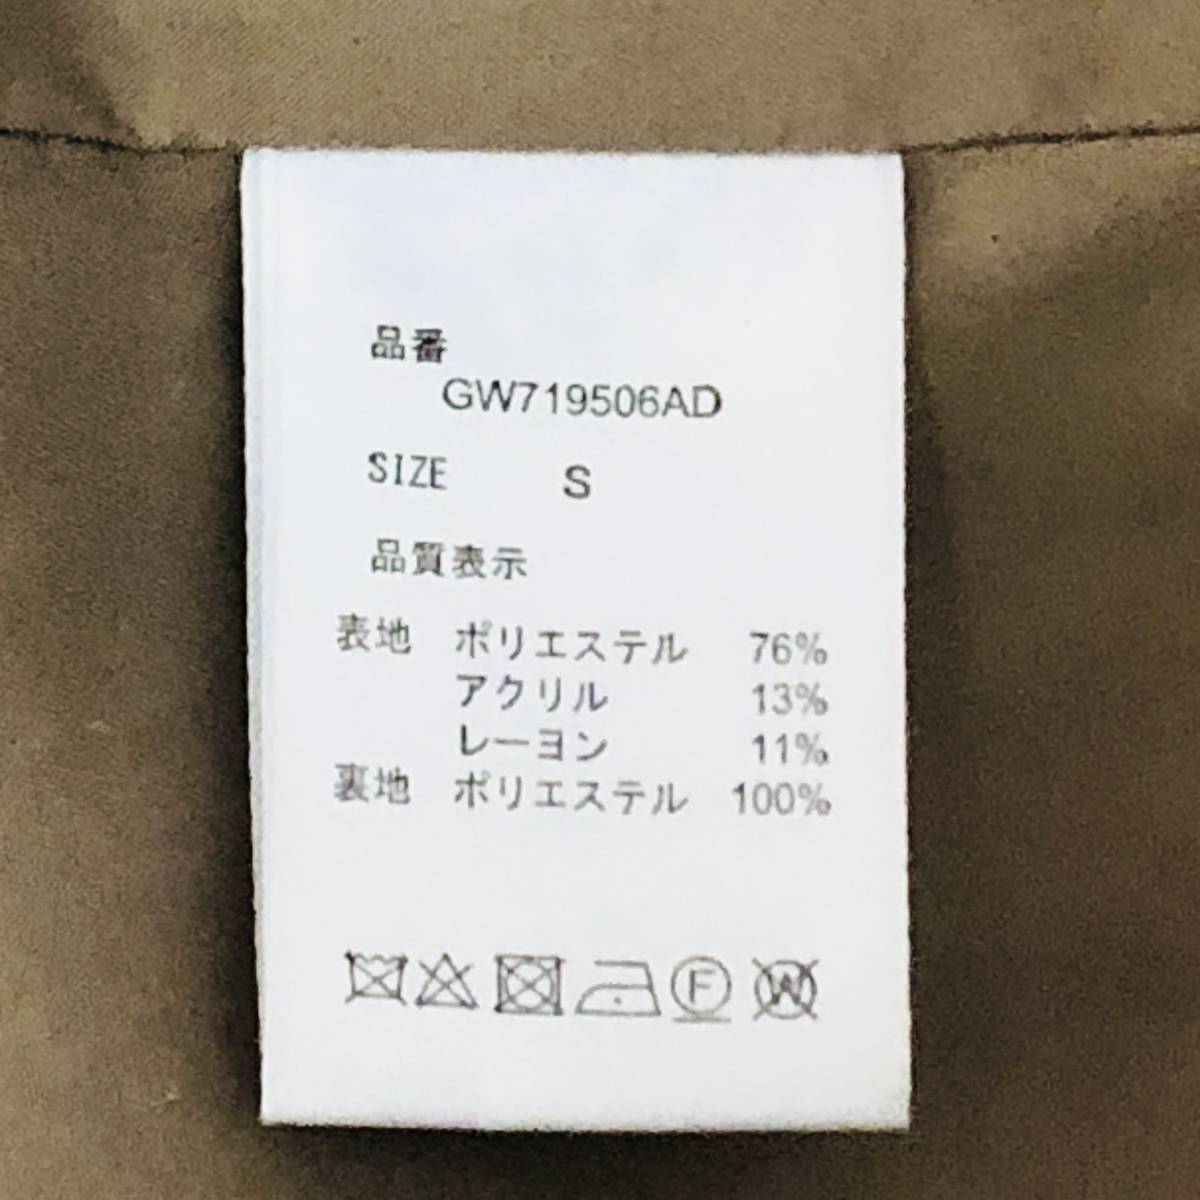 品番
GW719506AD
SIZE S
品質表示
表地 ポリエステル 76%
アクリル 13%
レーヨン 11%
裏地 ポリエステル 100%
F W